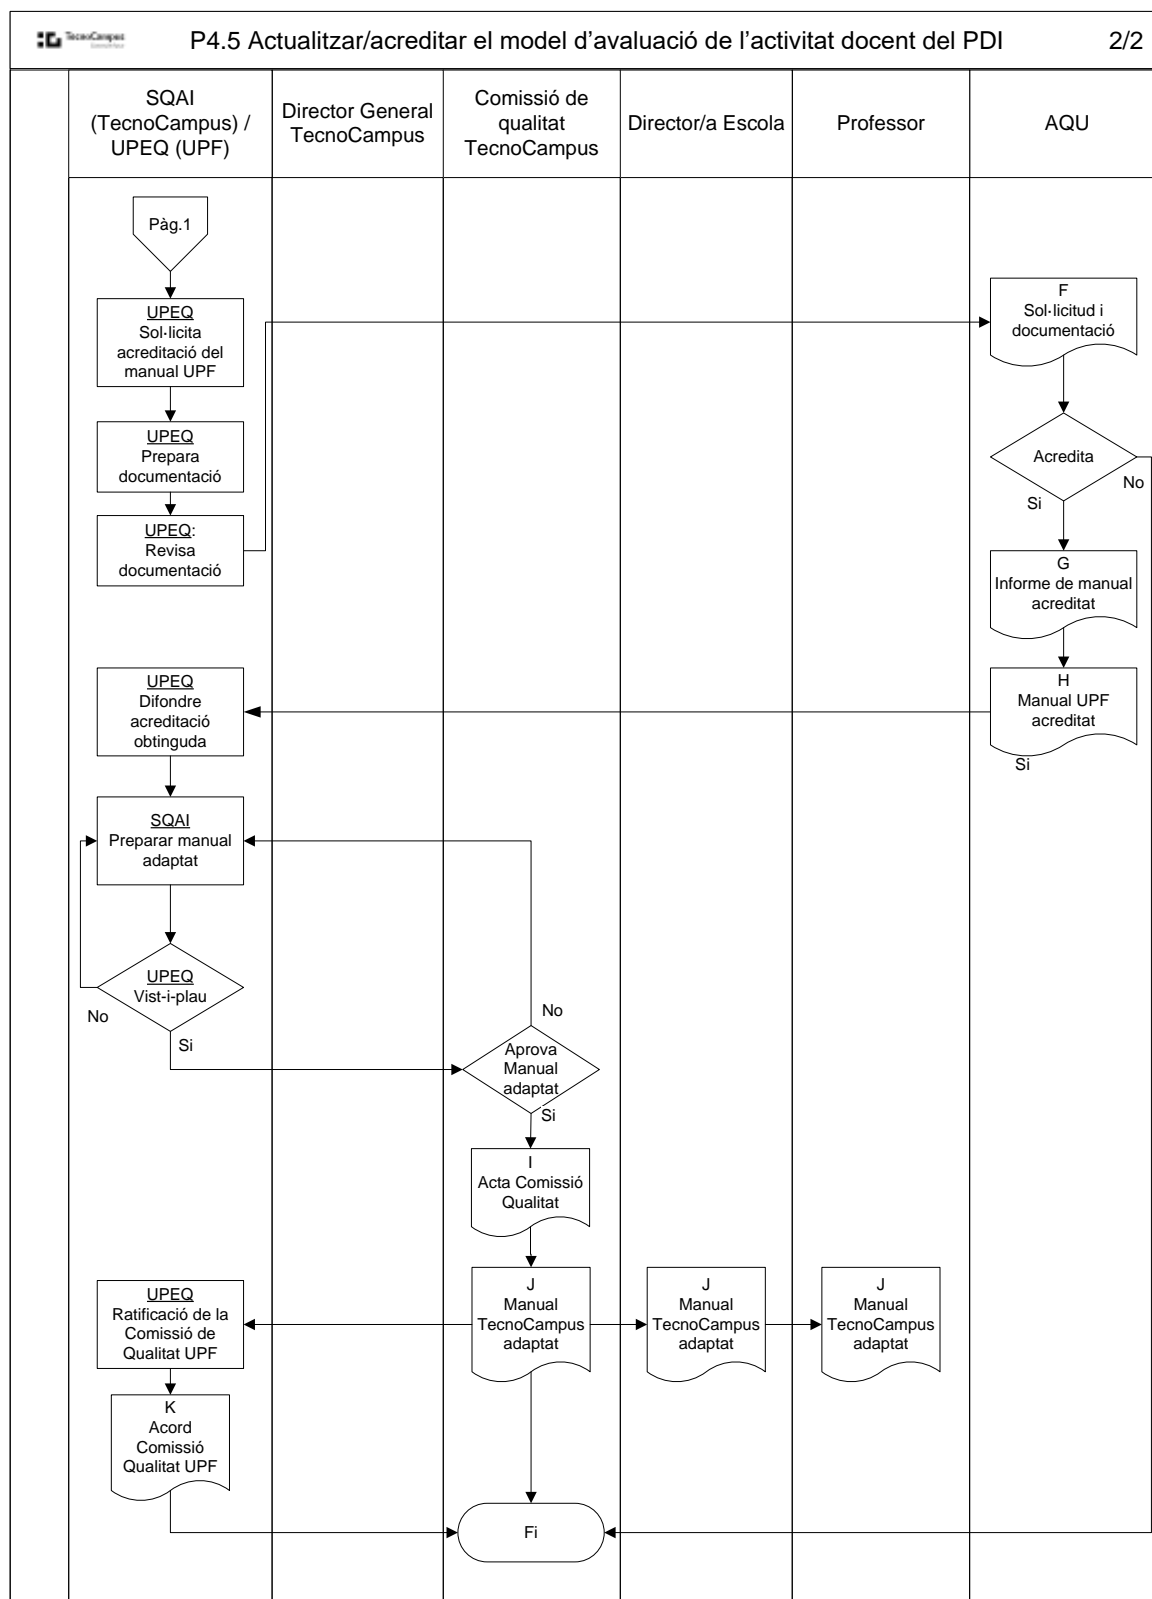 TecnoCampus
P4.5 Actualitzar/acreditar el model d’avaluació de l’activitat docent del PDI
2/2
SQAI
(TecnoCampus) /
UPEQ (UPF)
Director General
TecnoCampus
Comissió de
qualitat
TecnoCampus
Director/a Escola
Professor
AQU
Pàg.1
UPEQ
Sol·licita
acreditació del
manual UPF
F
Sol·licitud i
documentació
UPEQ
Prepara
documentació
Acredita
No
Si
UPEQ:
Revisa
documentació
G
Informe de manual
acreditat
UPEQ
Difondre
acreditació
obtinguda
H
Manual UPF
acreditat
Si
SQAI
Preparar manual
adaptat
UPEQ
Vist-i-plau
No
Si
No
Aprova
Manual
adaptat
Si
I
Acta Comissió
Qualitat
UPEQ
Ratificació de la
Comissió de
Qualitat UPF
J
Manual
TecnoCampus
adaptat
J
Manual
TecnoCampus
adaptat
J
Manual
TecnoCampus
adaptat
K
Acord
Comissió
Qualitat UPF
Fi